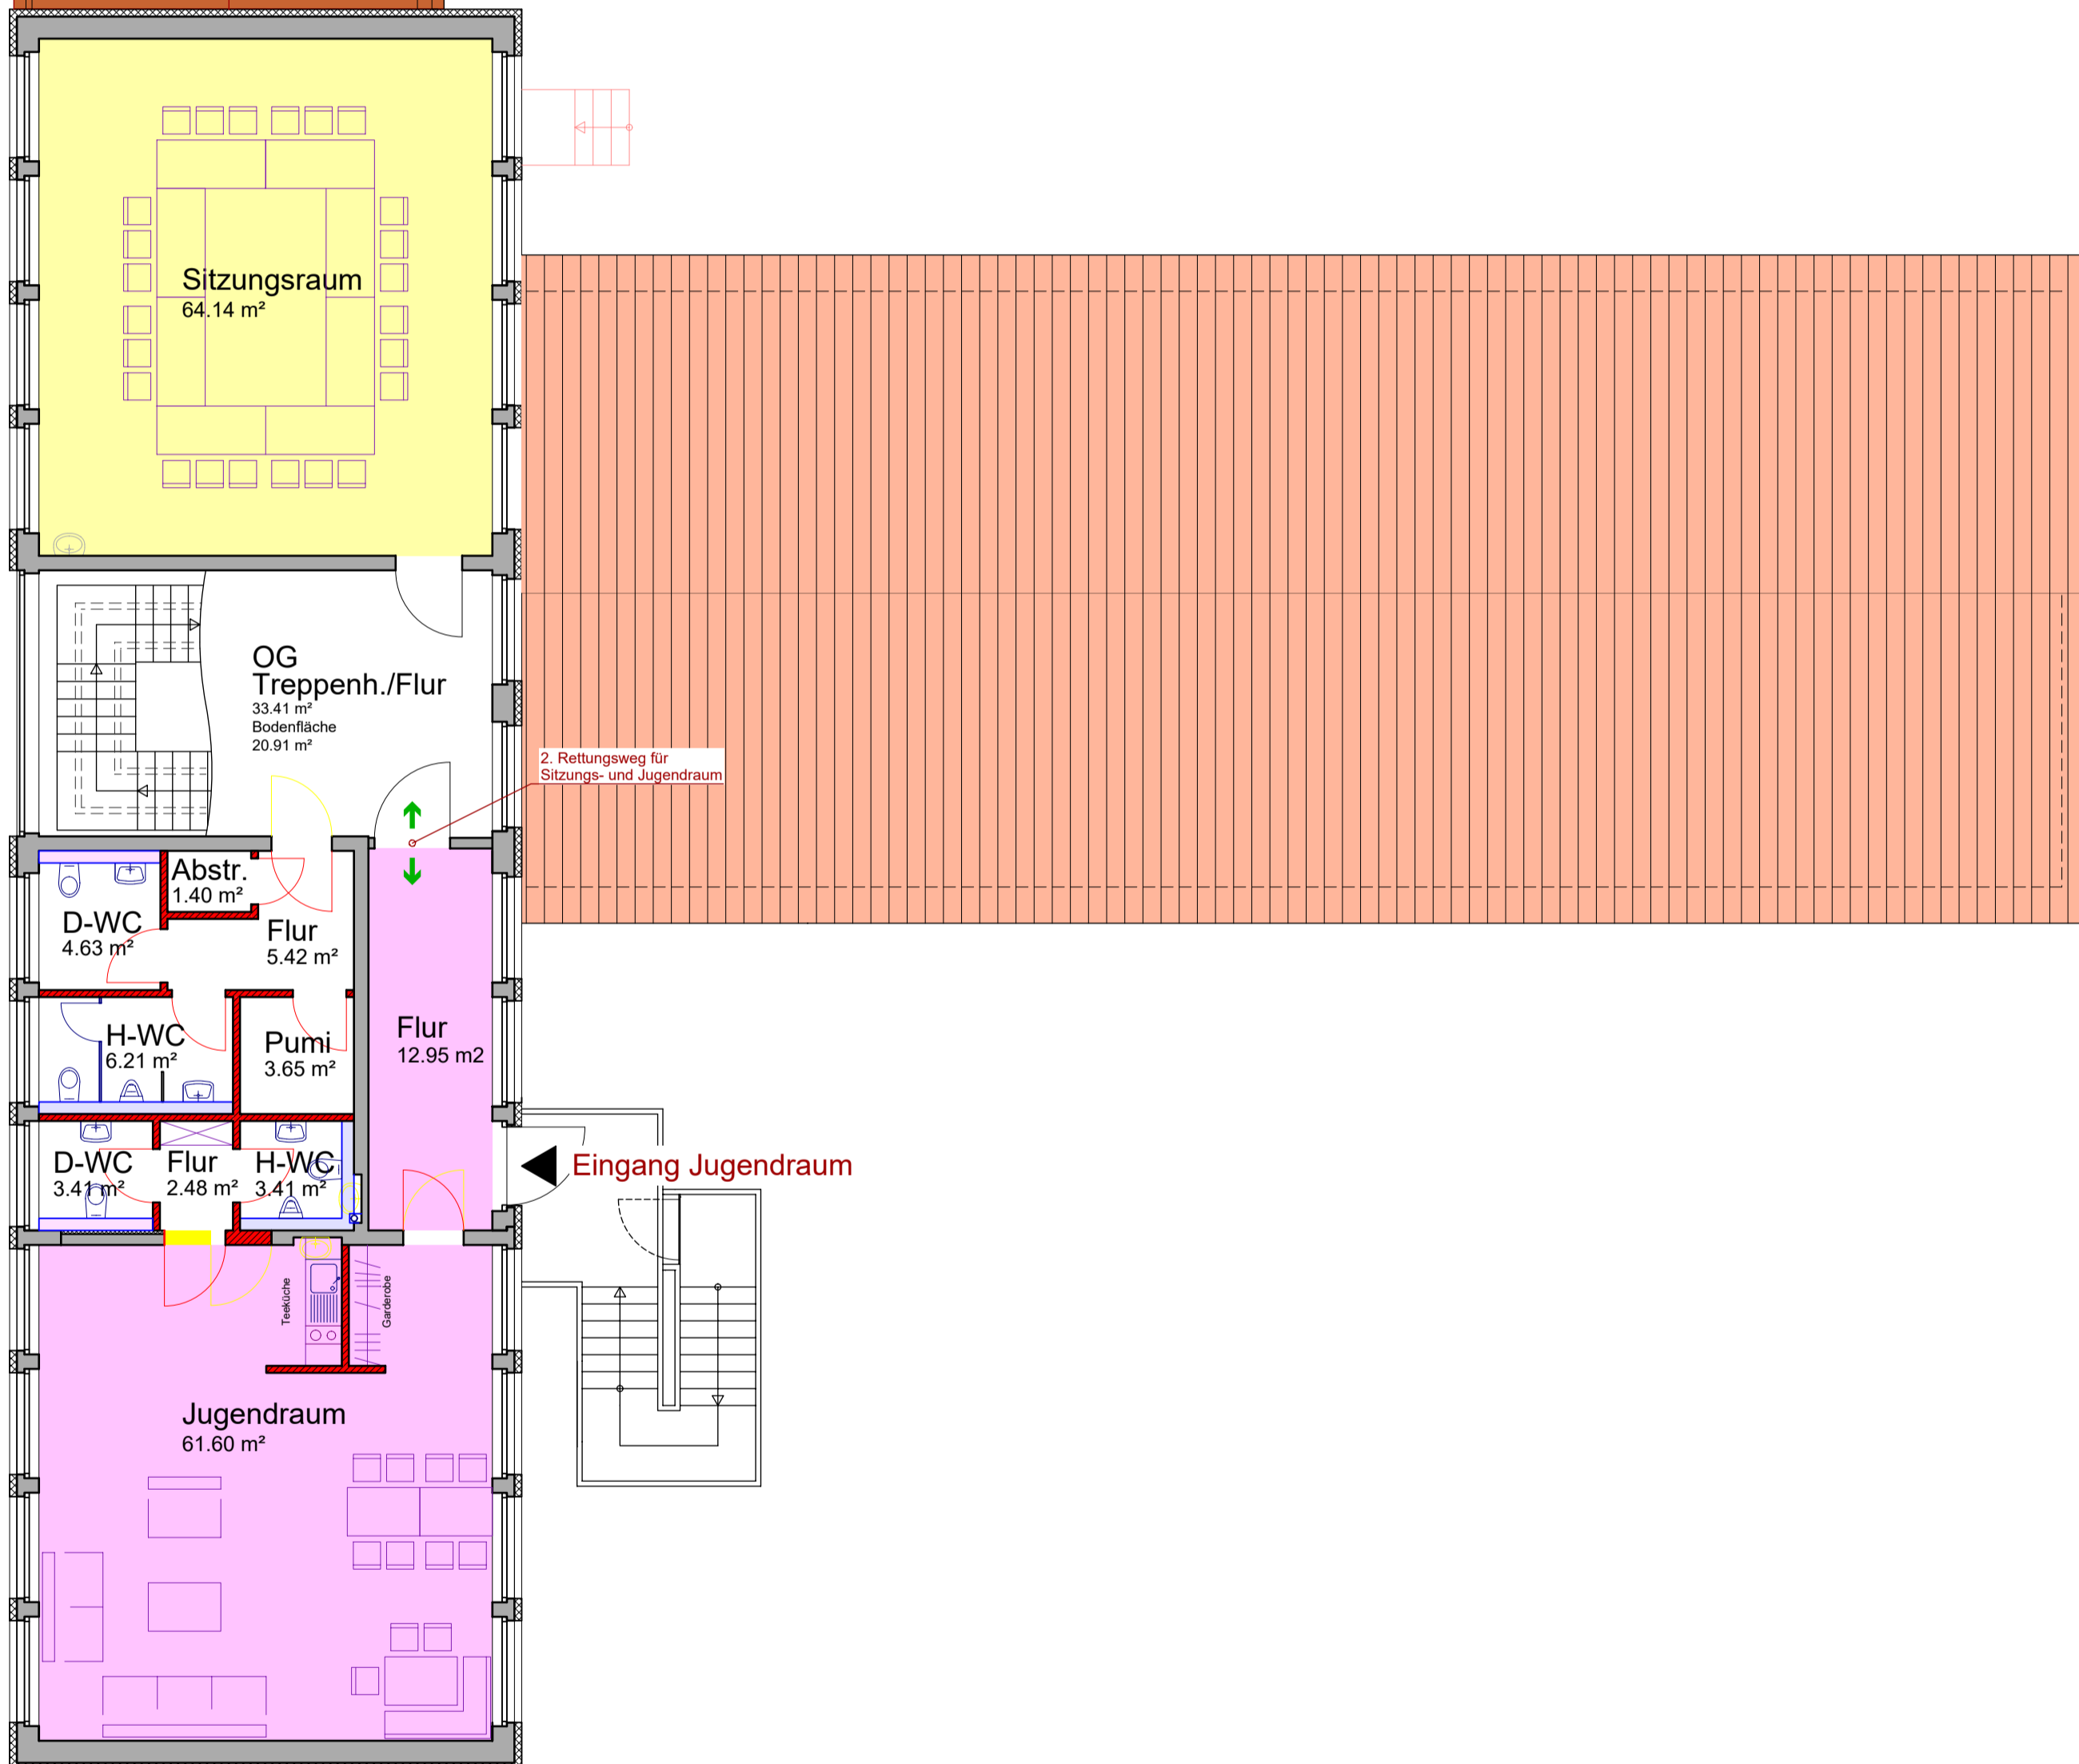 Sitzungsraum
64.14 m²
OG
Treppenh./Flur
33.41 m²
Bodenfläche
20.91 m²
2. Rettungsweg für
Sitzungs- und Jugendraum
Abstr.
1.40 m²
D-WC
4.63 m²
Flur
5.42 m²
H-WC
6.21 m²
Pumi
3.65 m²
Flur
12.95 m2
D-WC
3.41 m²
Flur
2.48 m²
H-WC
3.41 m²
Eingang Jugendraum
Teeküche
Garderobe
Jugendraum
61.60 m²